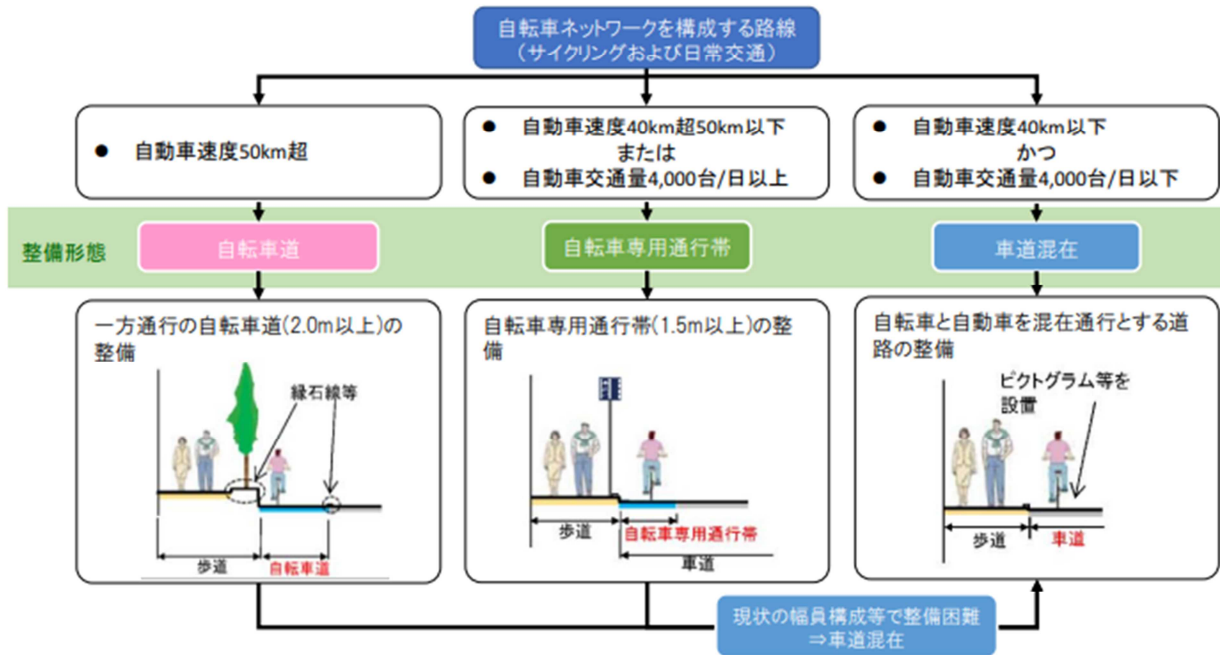 自転車ネットワークを構成する路線
（サイクリングおよび日常交通）
● 自動車速度50km超
● 自動車速度40km超50km以下
または
● 自動車交通量4,000台/日以上
● 自動車速度40km以下
かつ
● 自動車交通量4,000台/日以下
整備形態
自転車道
自転車専用通行帯
車道混在
一方通行の自転車道(2.0m以上)の
整備
縁石線等
歩道
自転車道
自転車専用通行帯(1.5m以上)の整
備
歩道
自転車専用通行帯
車道
自転車と自動車を混在通行とする道
路の整備
ピクトグラム等を
設置
歩道
車道
現状の幅員構成等で整備困難
⇒車道混在